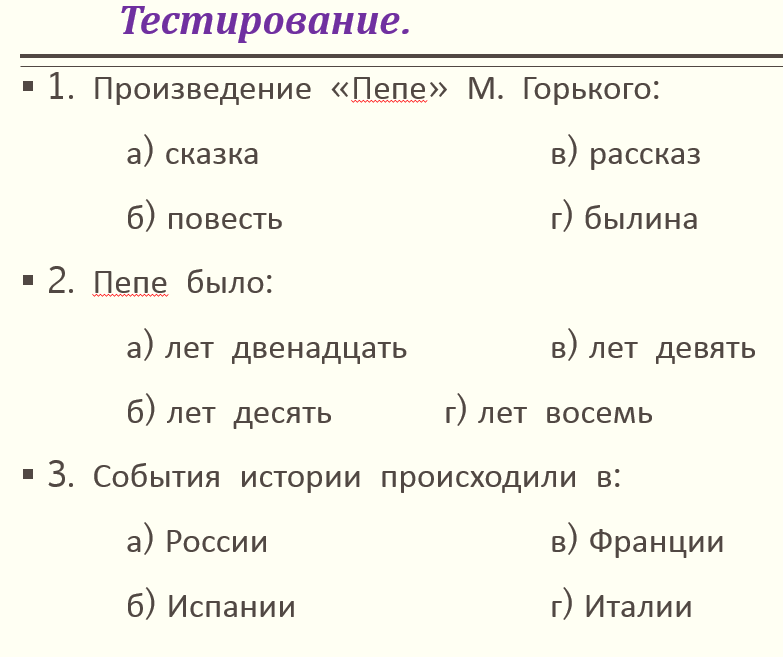 Тестирование.
▪ 1. Произведение «Пепе» М. Горького:
а) сказка в) рассказ
б) повесть г) былина
▪ 2. Пепе было:
а) лет двенадцать в) лет девять
б) лет десять г) лет восемь
▪ 3. События истории происходили в:
а) России в) Франции
б) Испании г) Италии